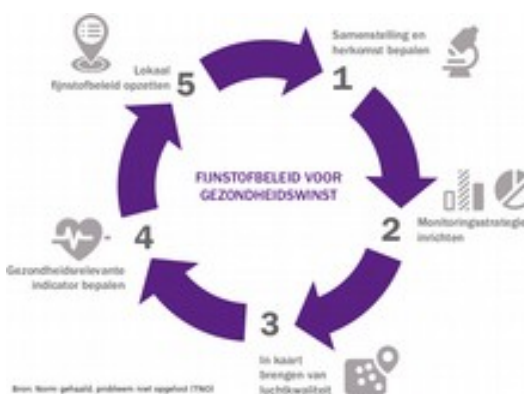 FIJNSTOFBELEID VOOR
GEZONDHEIDSWINST
1
Samenstelling en
herkomst bepalen
2
Monitoringsstrategie
inrichten
3
In kaart
brengen van
luchtkwaliteit
4
Gezondheidsrelevante
indicator bepalen
5
Lokaal
fijnstofbeleid opzetten
Bron: Norm gehaald, probleem niet opgelost (TNO)